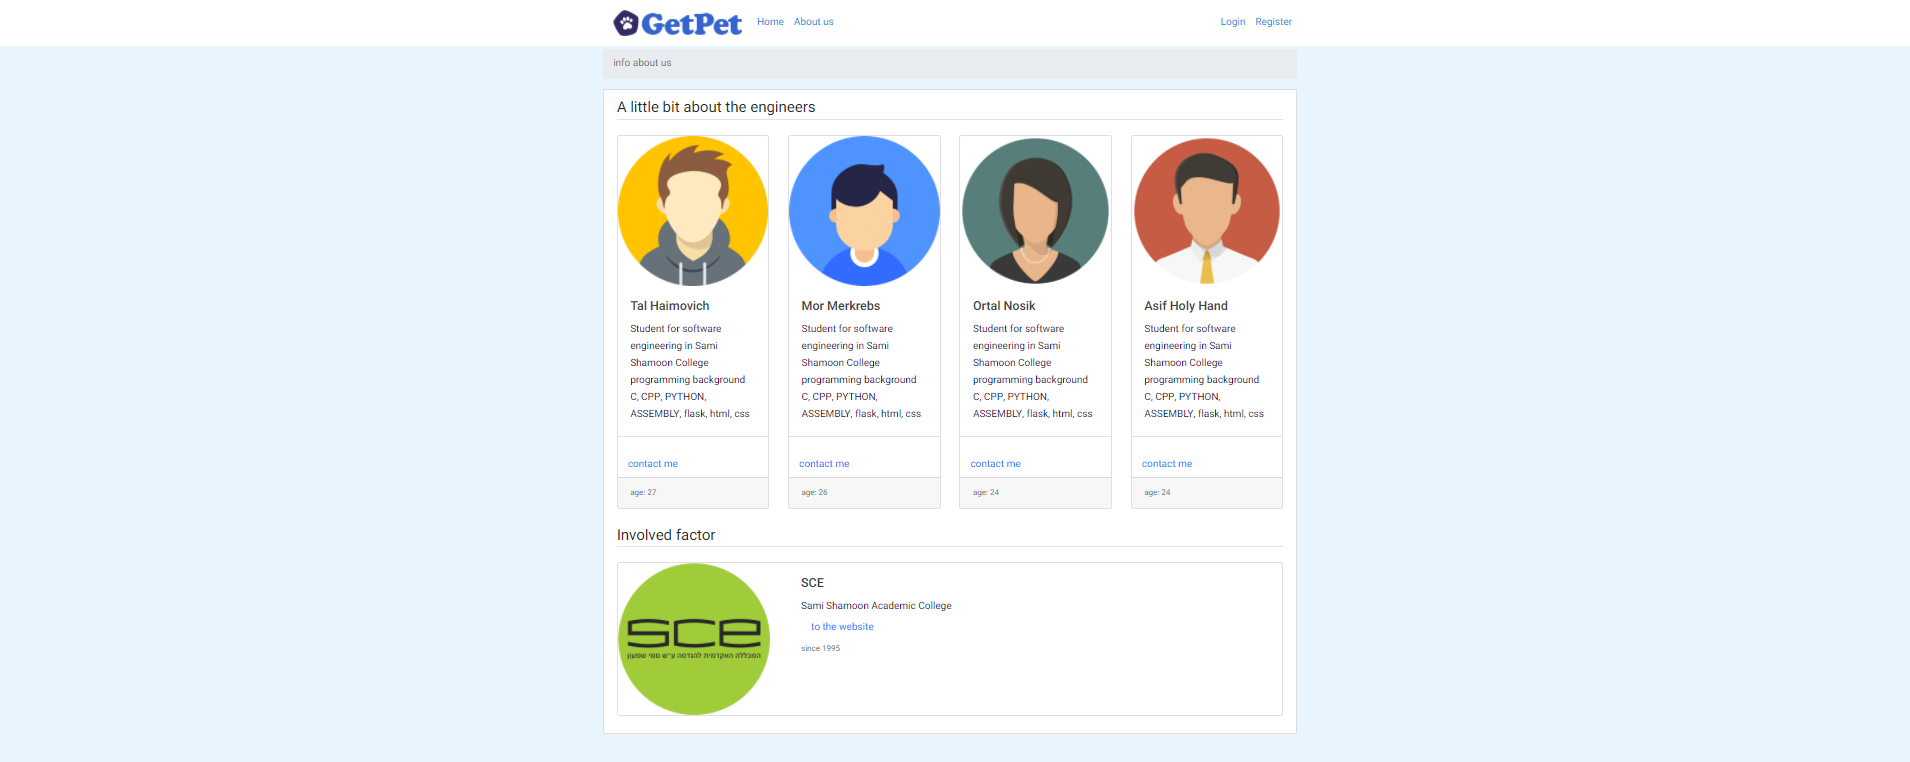 GetPet Home About us Login Register
info about us
A little bit about the engineers
Tal Haimovich
Student for software
engineering in Sami
Shamoon College
programming background
C, CPP, PYTHON,
ASSEMBLY, flask, html, css
contact me
age: 27
Mor Merkrebs
Student for software
engineering in Sami
Shamoon College
programming background
C, CPP, PYTHON,
ASSEMBLY, flask, html, css
contact me
age: 26
Ortal Nosik
Student for software
engineering in Sami
Shamoon College
programming background
C, CPP, PYTHON,
ASSEMBLY, flask, html, css
contact me
age: 24
Asif Holy Hand
Student for software
engineering in Sami
Shamoon College
programming background
C, CPP, PYTHON,
ASSEMBLY, flask, html, css
contact me
age: 24
Involved factor
sce
המכללה האקדמית להנדסה ע"ש סמי שמעון
SCE
Sami Shamoon Academic College
to the website
since 1995